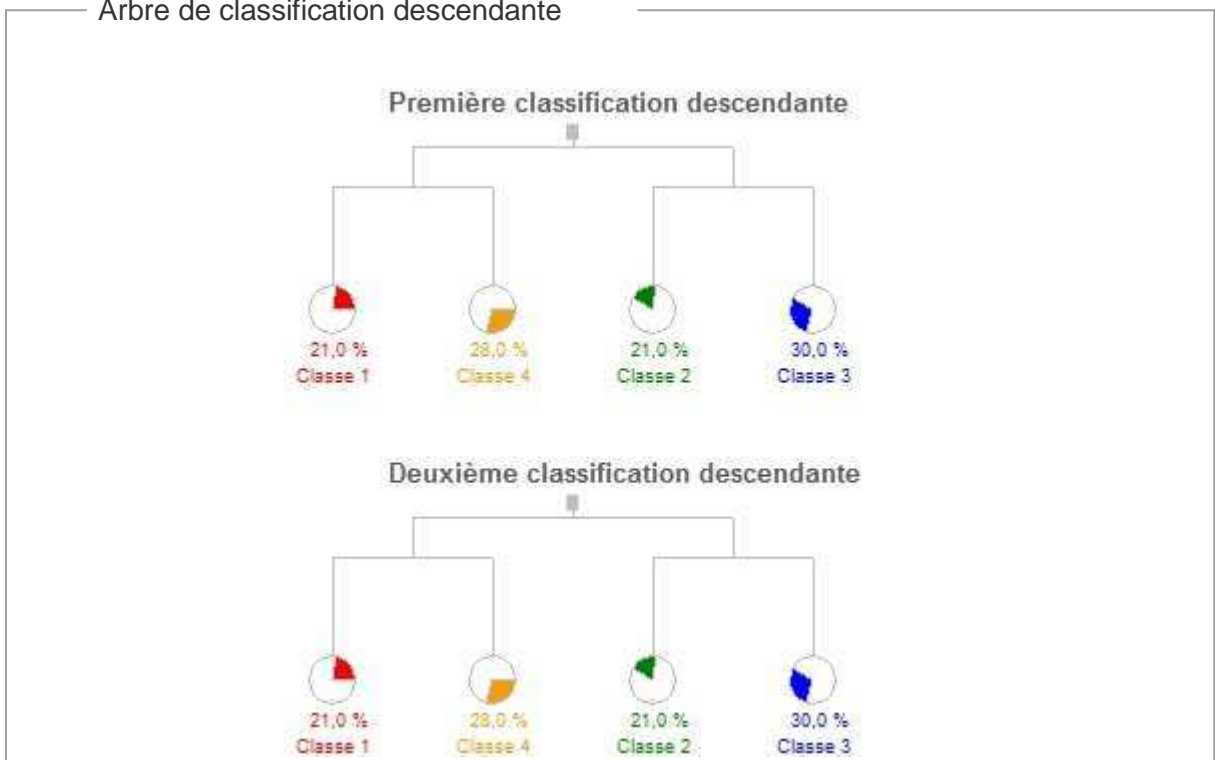 Arbre de classification descendante
Première classification descendante
21,0 % 28,0 % 21,0 % 30,0 %
Classe 1 Classe 4 Classe 2 Classe 3
Deuxième classification descendante
21,0 % 28,0 % 21,0 % 30,0 %
Classe 1 Classe 4 Classe 2 Classe 3